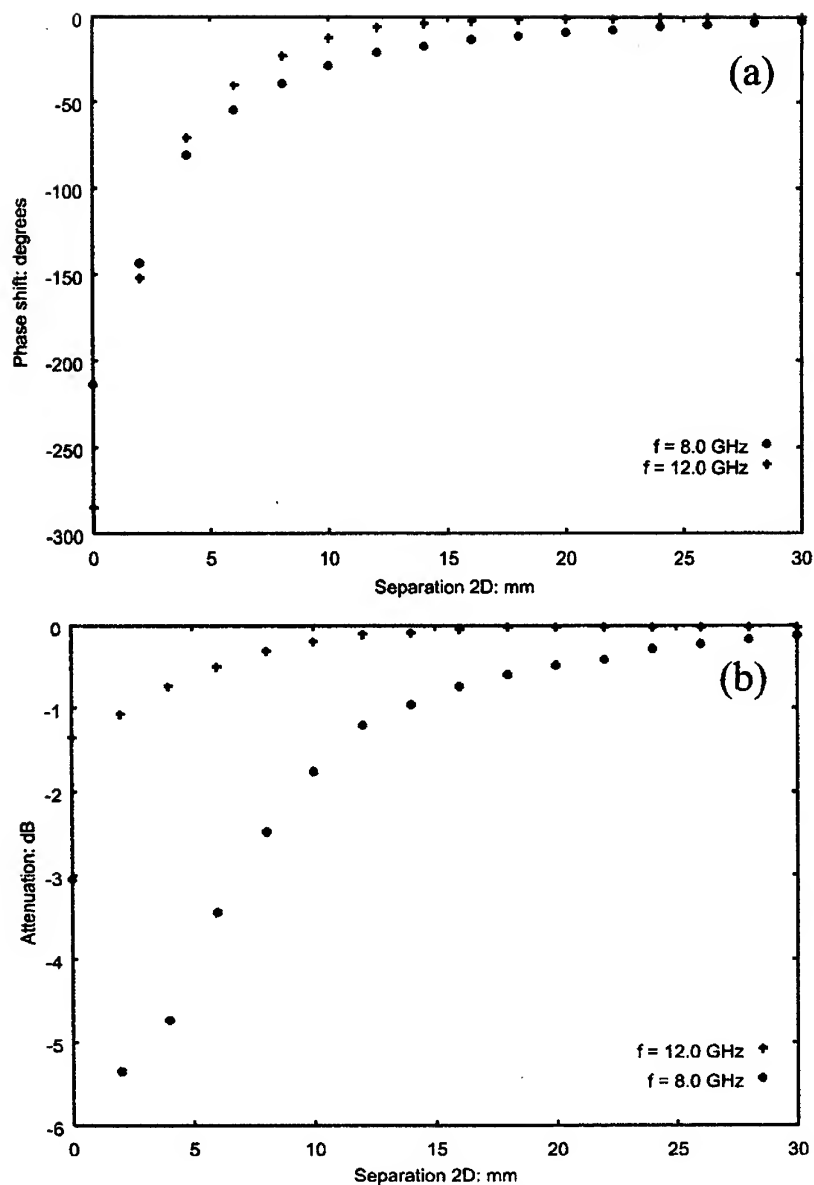 (a)
0
-50
-100
-150
-200
-250
-300
Phase shift: degrees
f = 8.0 GHz
f = 12.0 GHz
0 5 10 15 20 25 30
Separation 2D: mm
(b)
0
-1
-2
-3
-4
-5
-6
Attenuation: dB
f = 12.0 GHz
f = 8.0 GHz
0 5 10 15 20 25 30
Separation 2D: mm